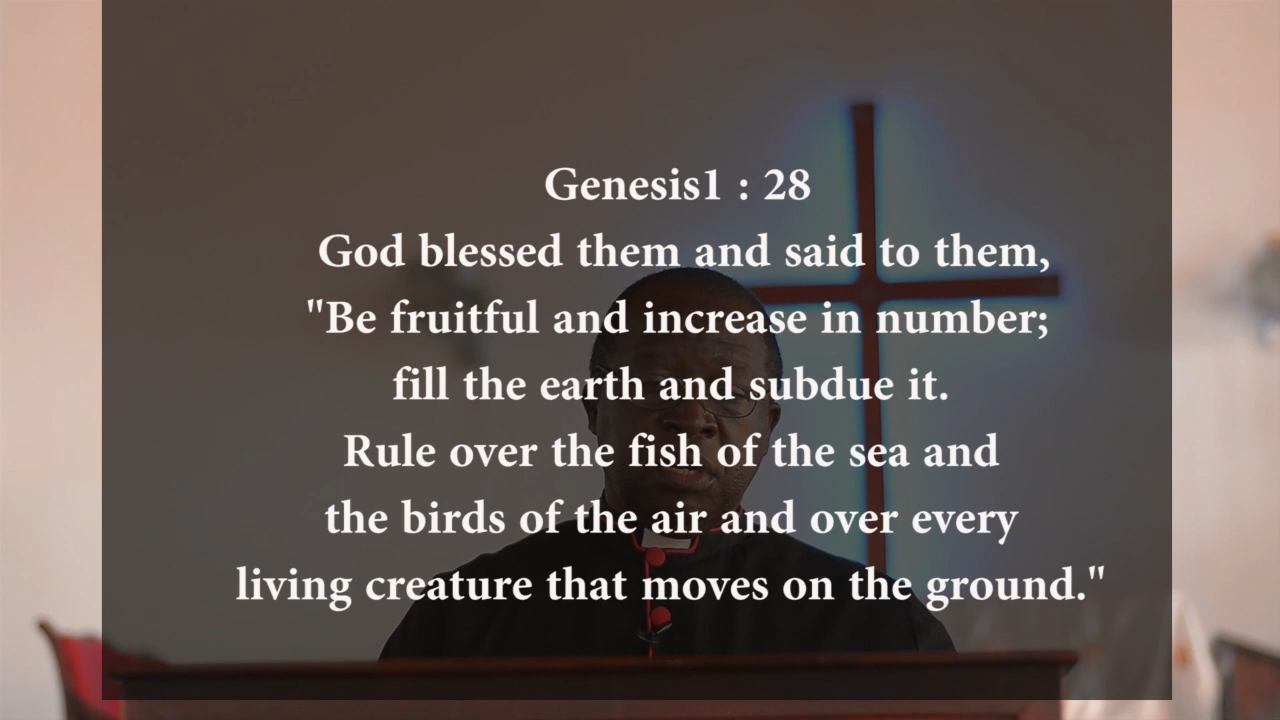 Genesis1 : 28
God blessed them and said to them,
"Be fruitful and increase in number;
fill the earth and subdue it.
Rule over the fish of the sea and
the birds of the air and over every
living creature that moves on the ground."